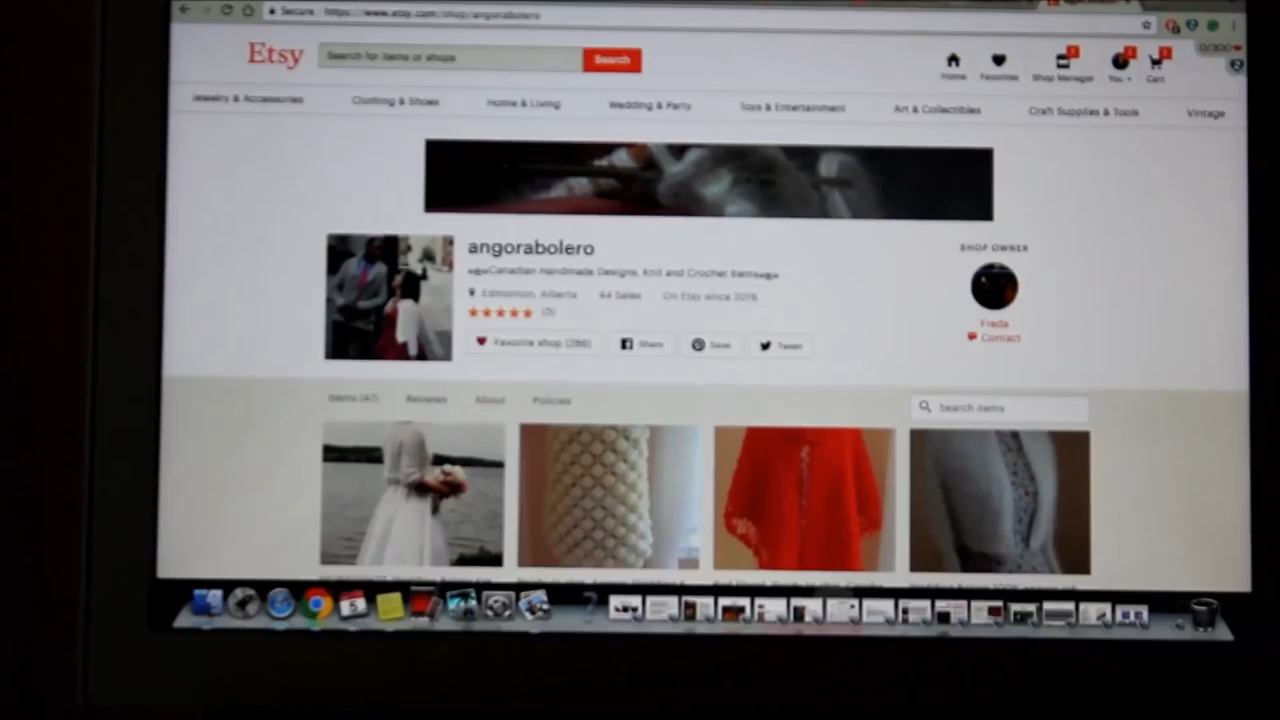 Secure https://www.etsy.com/shop/angorabolero
0/300
Etsy
Search for items or shops
Search
Home
Favorites
Shop Manager
You
Cart
Jewelry & Accessories
Clothing & Shoes
Home & Living
Wedding & Party
Toys & Entertainment
Art & Collectibles
Craft Supplies & Tools
Vintage
angorabolero
Canadian Handmade Designs, Knit and Crochet Items
Edmonton, Alberta
44 Sales
On Etsy since
Favorite shop
Share
Save
Tweet
SHOP OWNER
Freda
Contact
Items (47)
Reviews
About
Policies
Search items
5